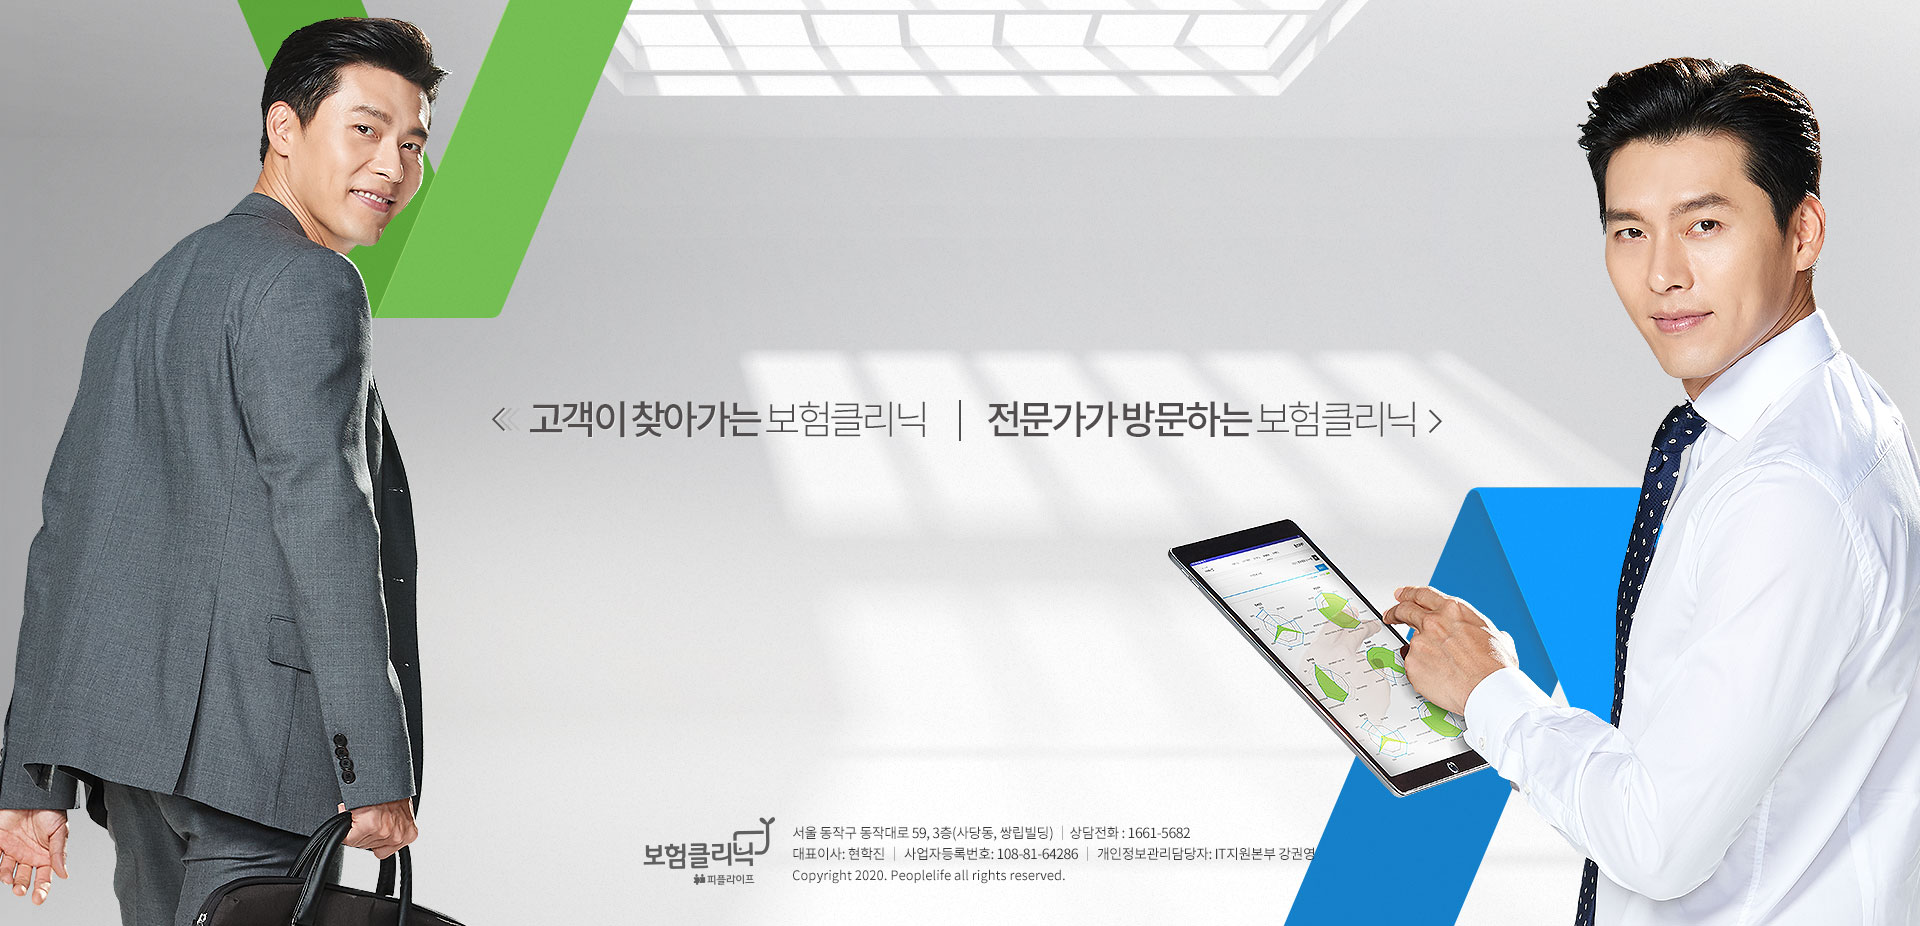 고객이 찾아가는 보험클리닉 | 전문가가 방문하는 보험클리닉
보험클리닉
피플라이프
서울 동작구 동작대로 59, 3층(사당동, 쌍립빌딩) | 상담전화 : 1661-5682
대표이사: 현학진 | 사업자등록번호: 108-81-64286 | 개인정보관리담당자: IT지원본부 강권영
Copyright 2020. Peoplelife all rights reserved.